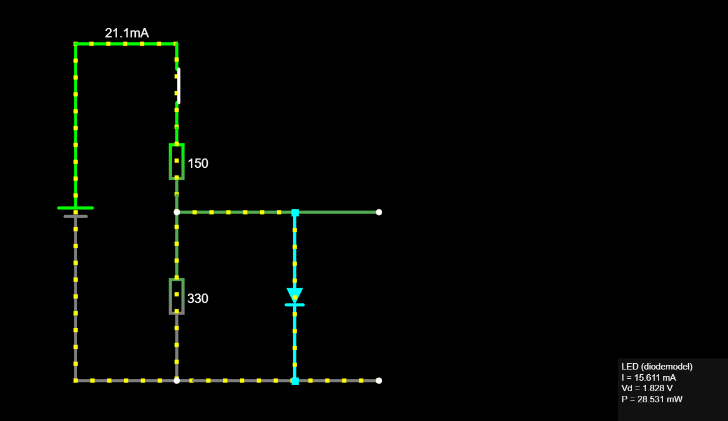 21.1mA
150
330
LED (diodemodel)
I = 15.611 mA
Vd = 1.828 V
P = 28.531 mW